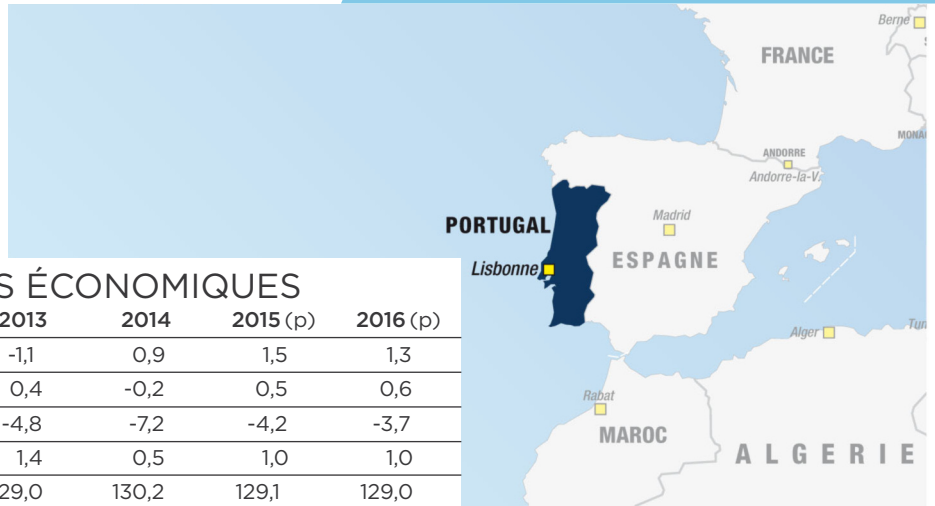 Berne
FRANCE
ANDORRE
Andorre-la-V.
PORTUGAL
Madrid
ESPAGNE
Lisbonne
S ÉCONOMIQUES
2013 2014 2015 (p) 2016 (p)
-1,1 0,9 1,5 1,3
0,4 -0,2 0,5 0,6
-4,8 -7,2 -4,2 -3,7
1,4 0,5 1,0 1,0
29,0 130,2 129,1 129,0
Alger
Rabat
MAROC
ALGERIE